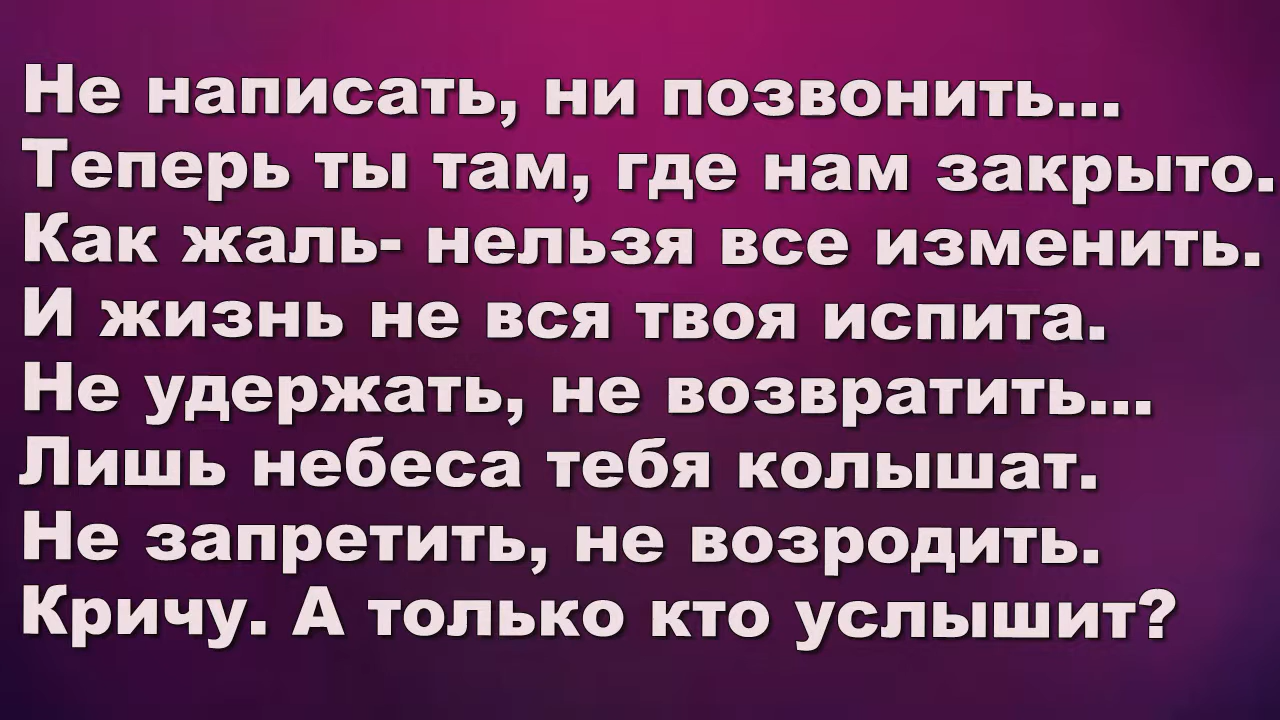 Не написать, ни позвонить...
Теперь ты там, где нам закрыто.
Как жаль- нельзя все изменить.
И жизнь не вся твоя испита.
Не удержать, не возвратить...
Лишь небеса тебя колышат.
Не запретить, не возродить.
Кричу. А только кто услышит?